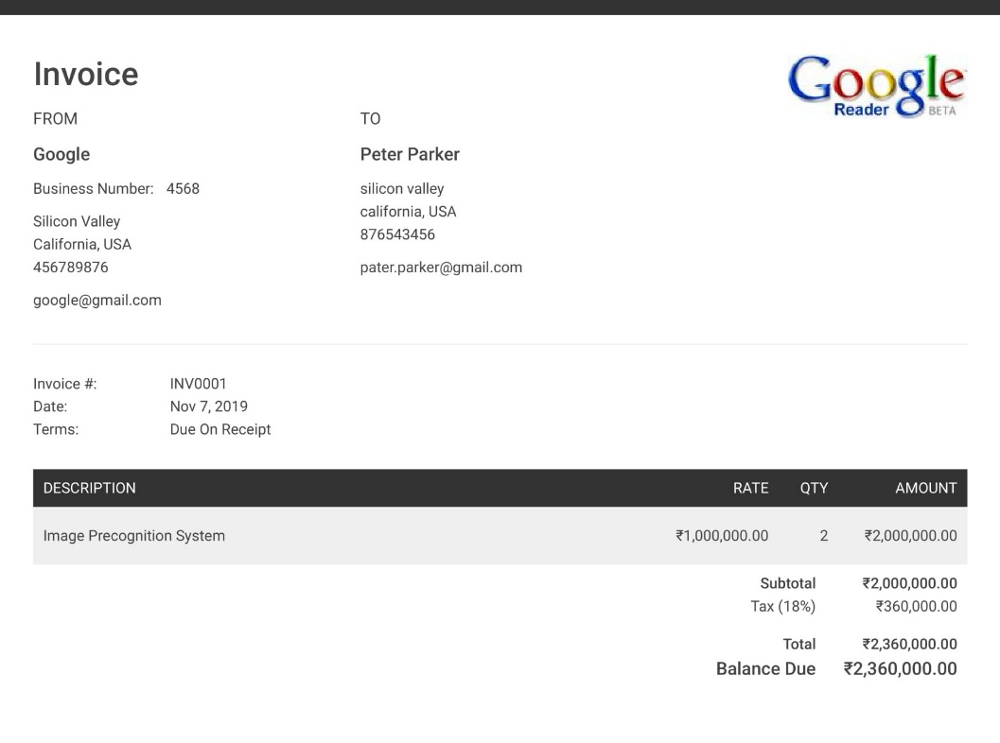 Invoice
Google
Reader BETA
FROM
Google
Business Number: 4568
Silicon Valley
California, USA
456789876
google@gmail.com
TO
Peter Parker
silicon valley
california, USA
876543456
pater.parker@gmail.com
Invoice #: INV0001
Date: Nov 7, 2019
Terms: Due On Receipt
DESCRIPTION RATE QTY AMOUNT
Image Precognition System ₹1,000,000.00 2 ₹2,000,000.00
Subtotal ₹2,000,000.00
Tax (18%) ₹360,000.00
Total ₹2,360,000.00
Balance Due ₹2,360,000.00